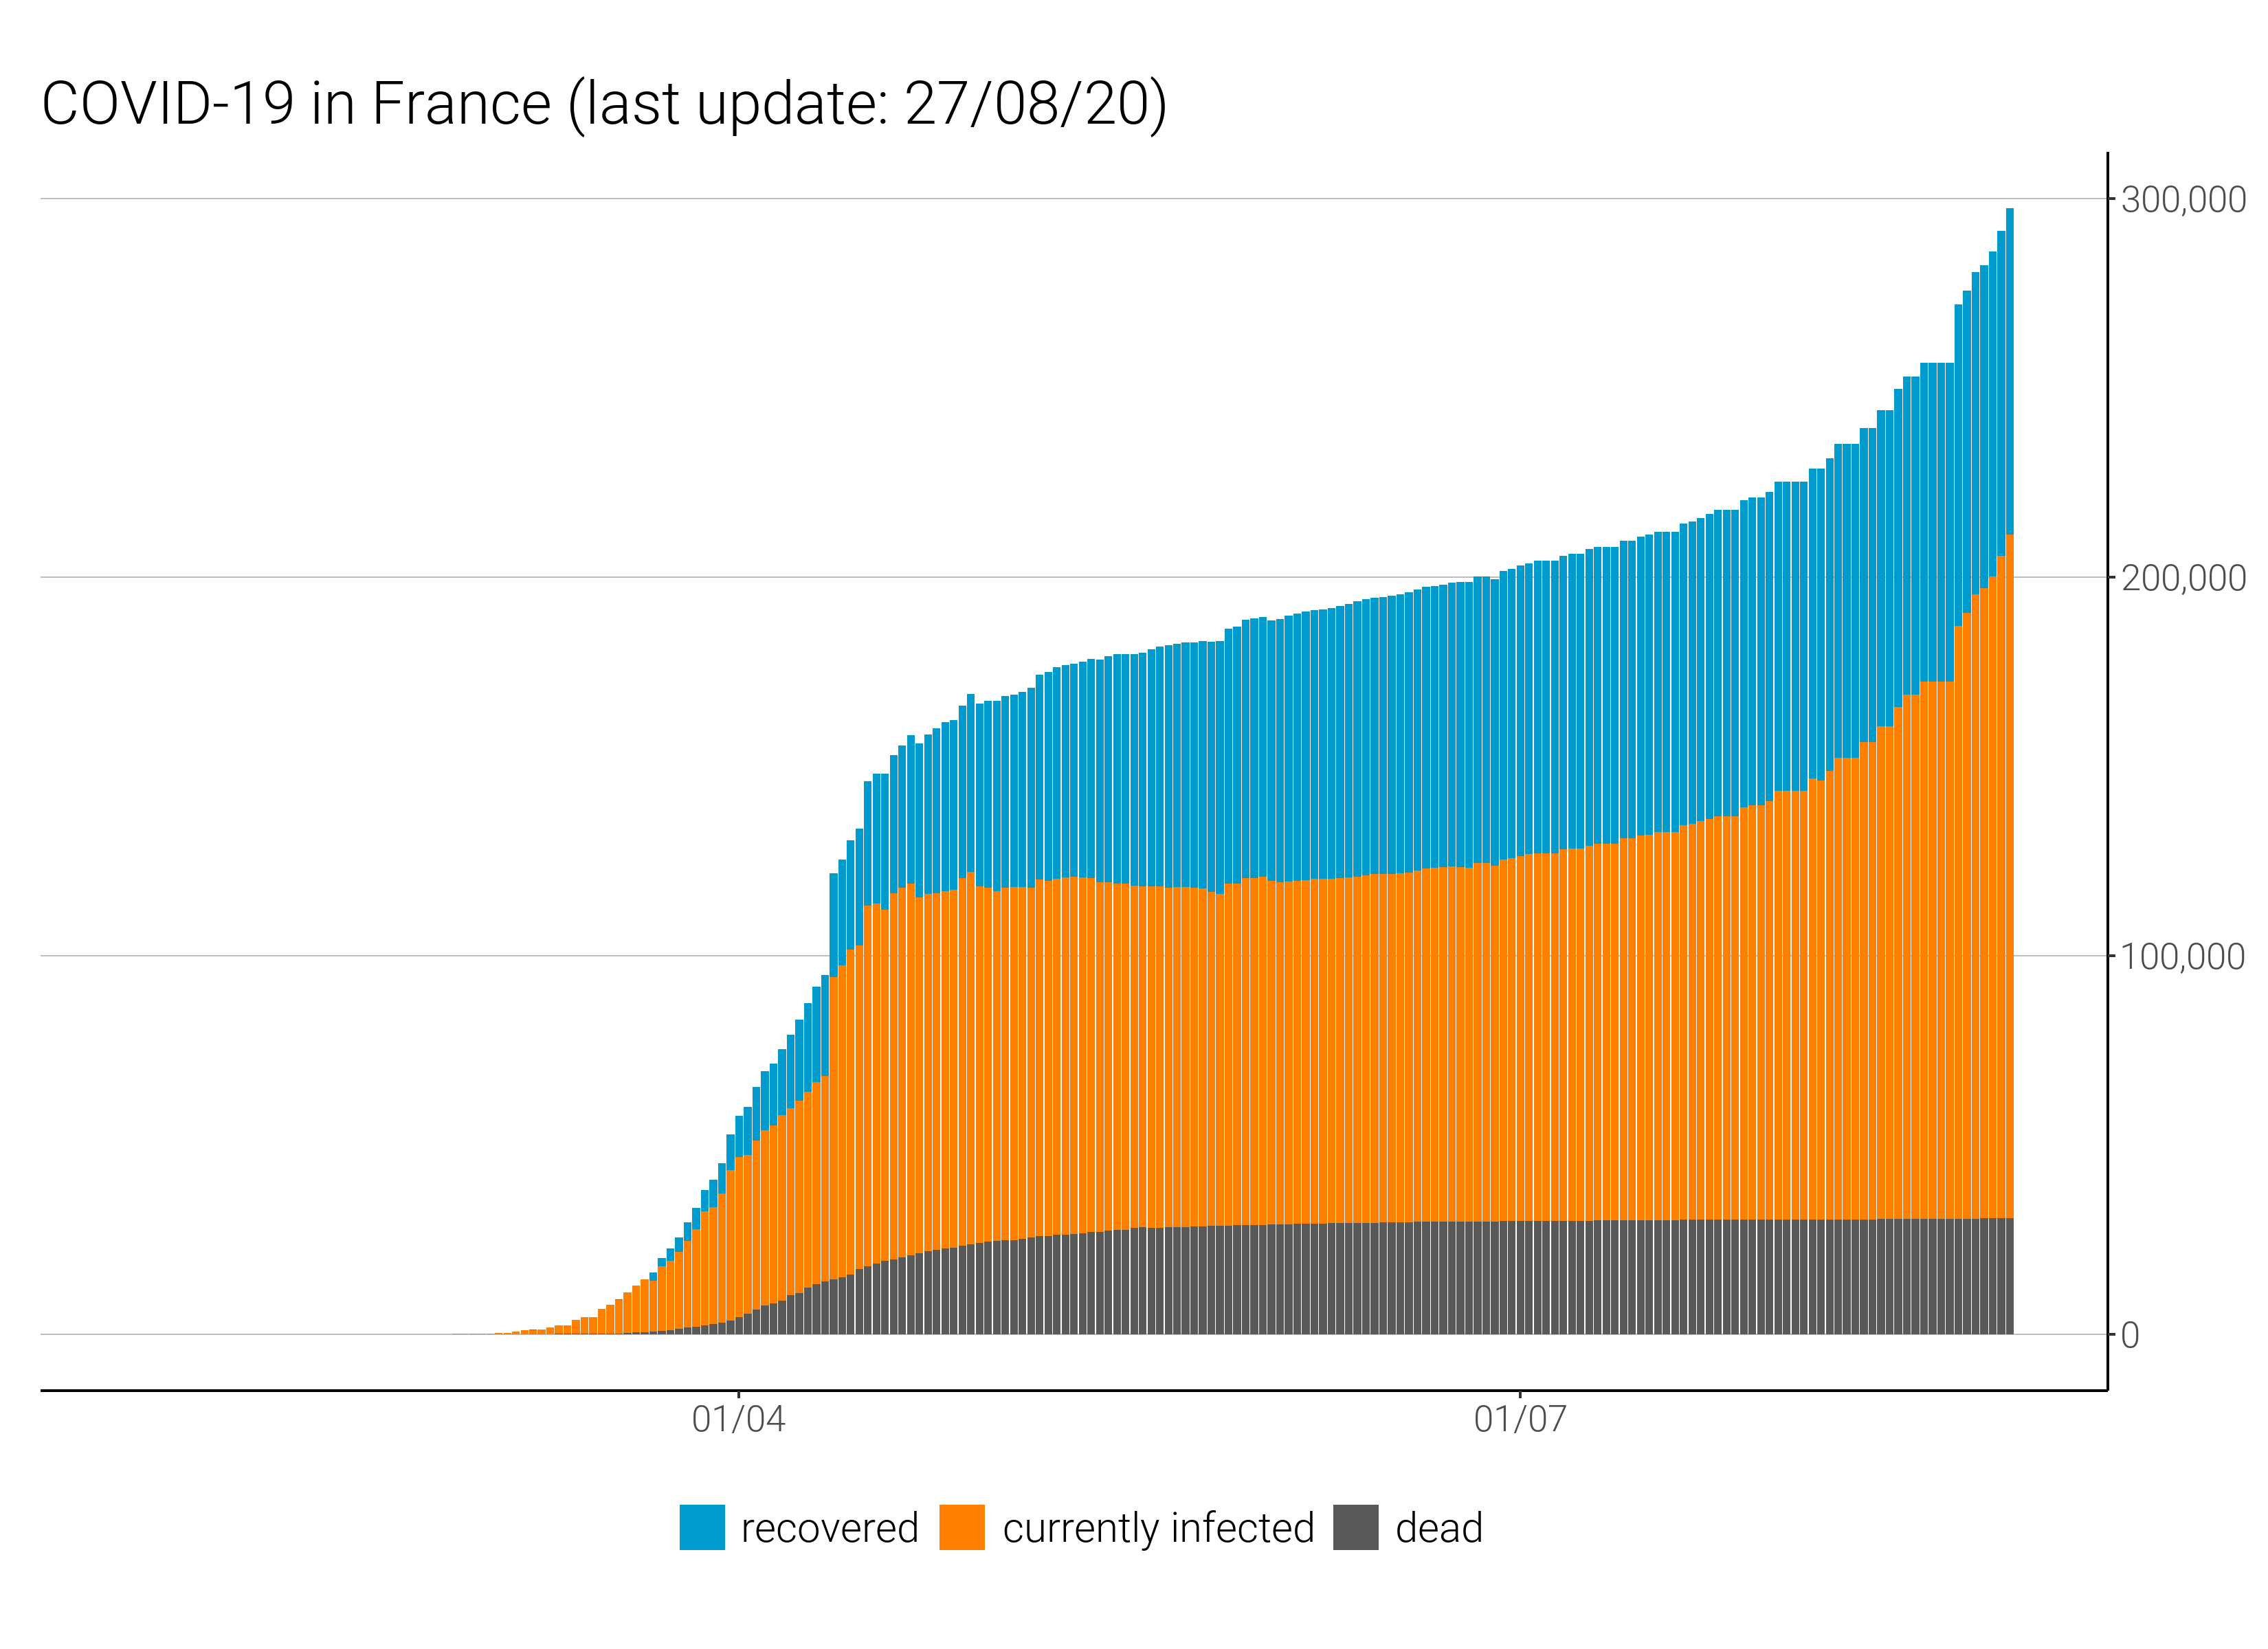 COVID-19 in France (last update: 27/08/20)
300,000
200,000
100,000
0
01/04 01/07
recovered currently infected dead